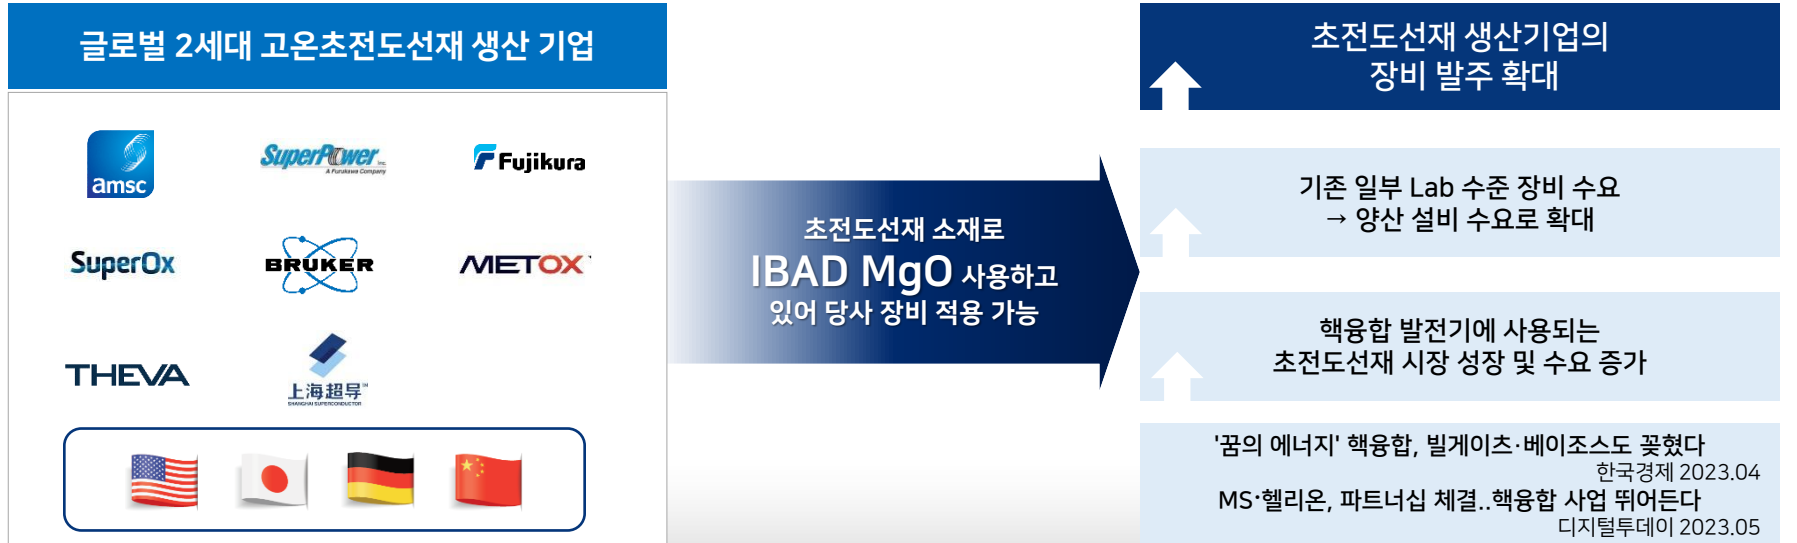 글로벌 2세대 고온초전도선재 생산 기업
amsc
SuperPower Inc.
A Furukawa Company
Fujikura
SuperOx
BRUKER
METOX
THEVA
上海超导™
SHANGHAI SUPERCONDUCTOR
초전도선재 소재로
IBAD MgO 사용하고
있어 당사 장비 적용 가능
초전도선재 생산기업의
장비 발주 확대
기존 일부 Lab 수준 장비 수요
→ 양산 설비 수요로 확대
핵융합 발전기에 사용되는
초전도선재 시장 성장 및 수요 증가
'꿈의 에너지' 핵융합, 빌게이츠·베이조스도 꽂혔다
한국경제 2023.04
MS·헬리온, 파트너십 체결..핵융합 사업 뛰어든다
디지털투데이 2023.05